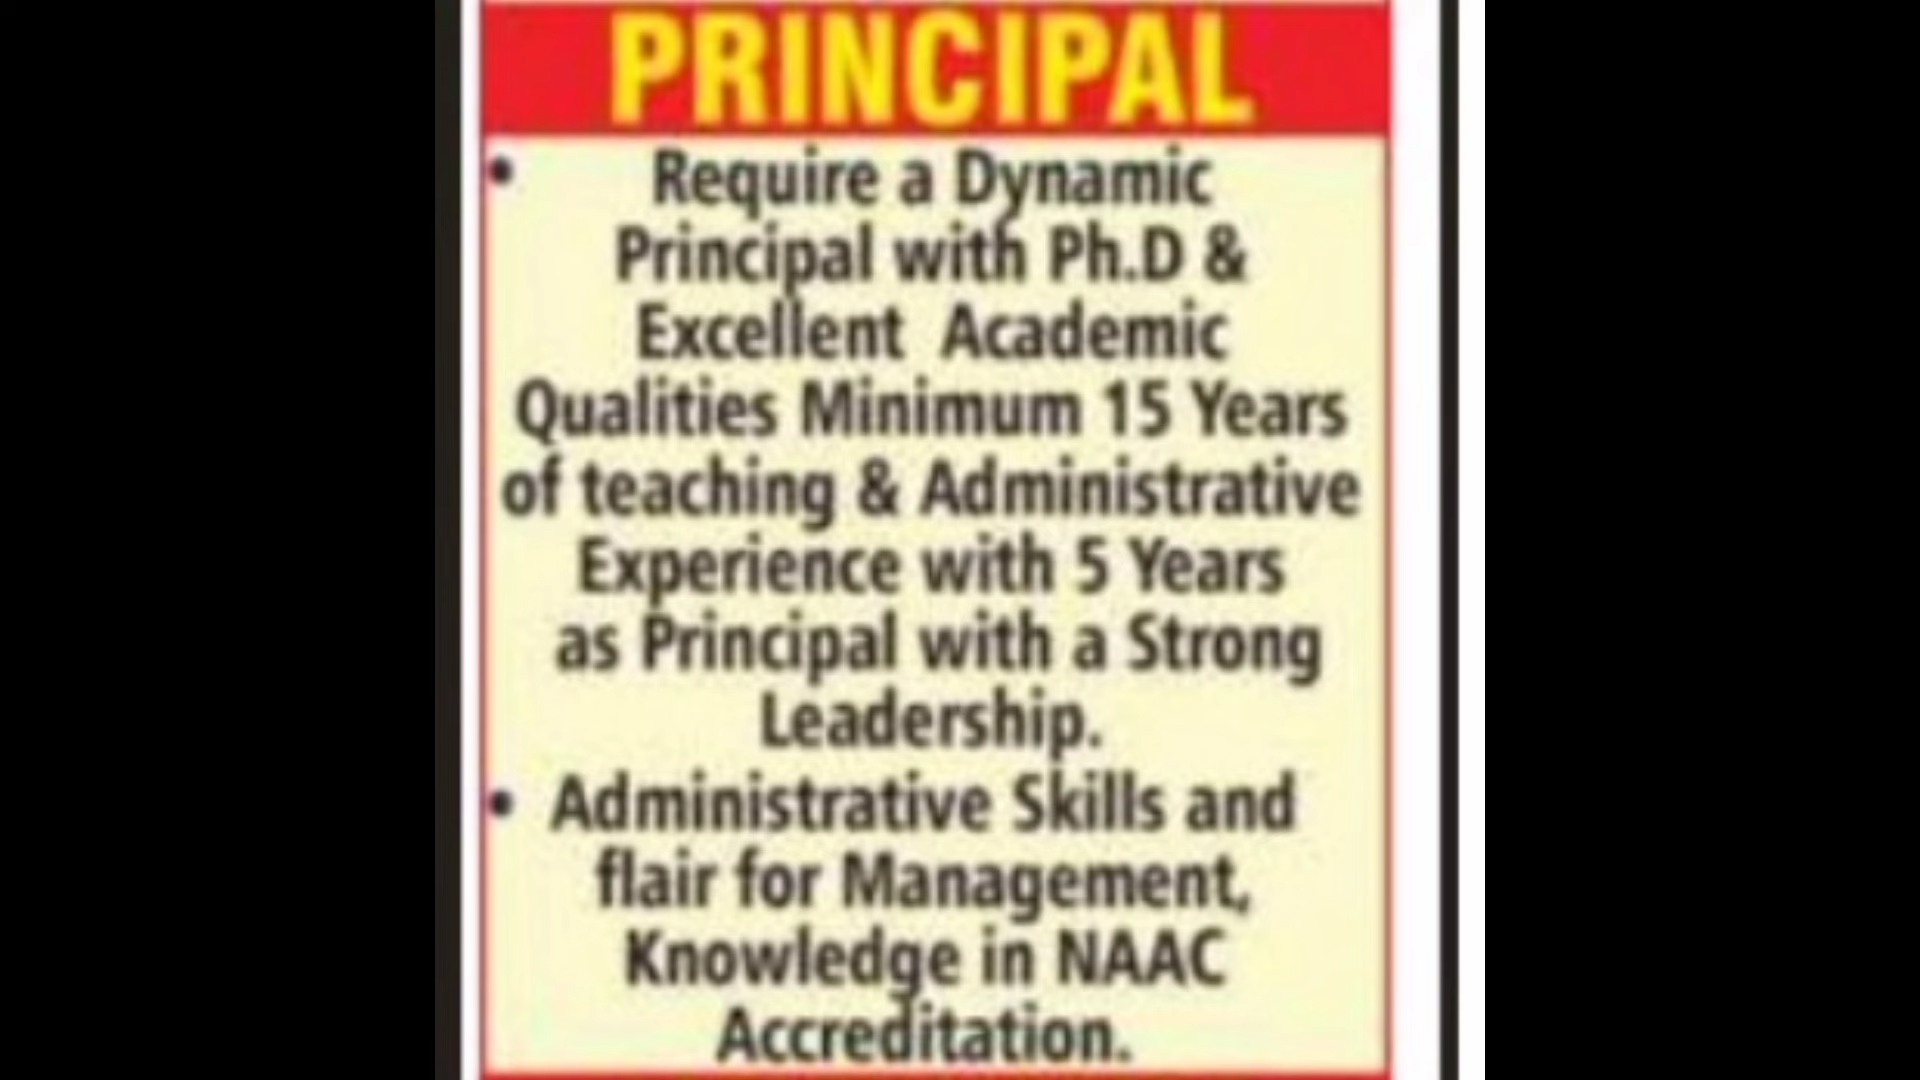 PRINCIPAL
• Require a Dynamic
Principal with Ph.D &
Excellent Academic
Qualities Minimum 15 Years
of teaching & Administrative
Experience with 5 Years
as Principal with a Strong
Leadership.
• Administrative Skills and
flair for Management,
Knowledge in NAAC
Accreditation.